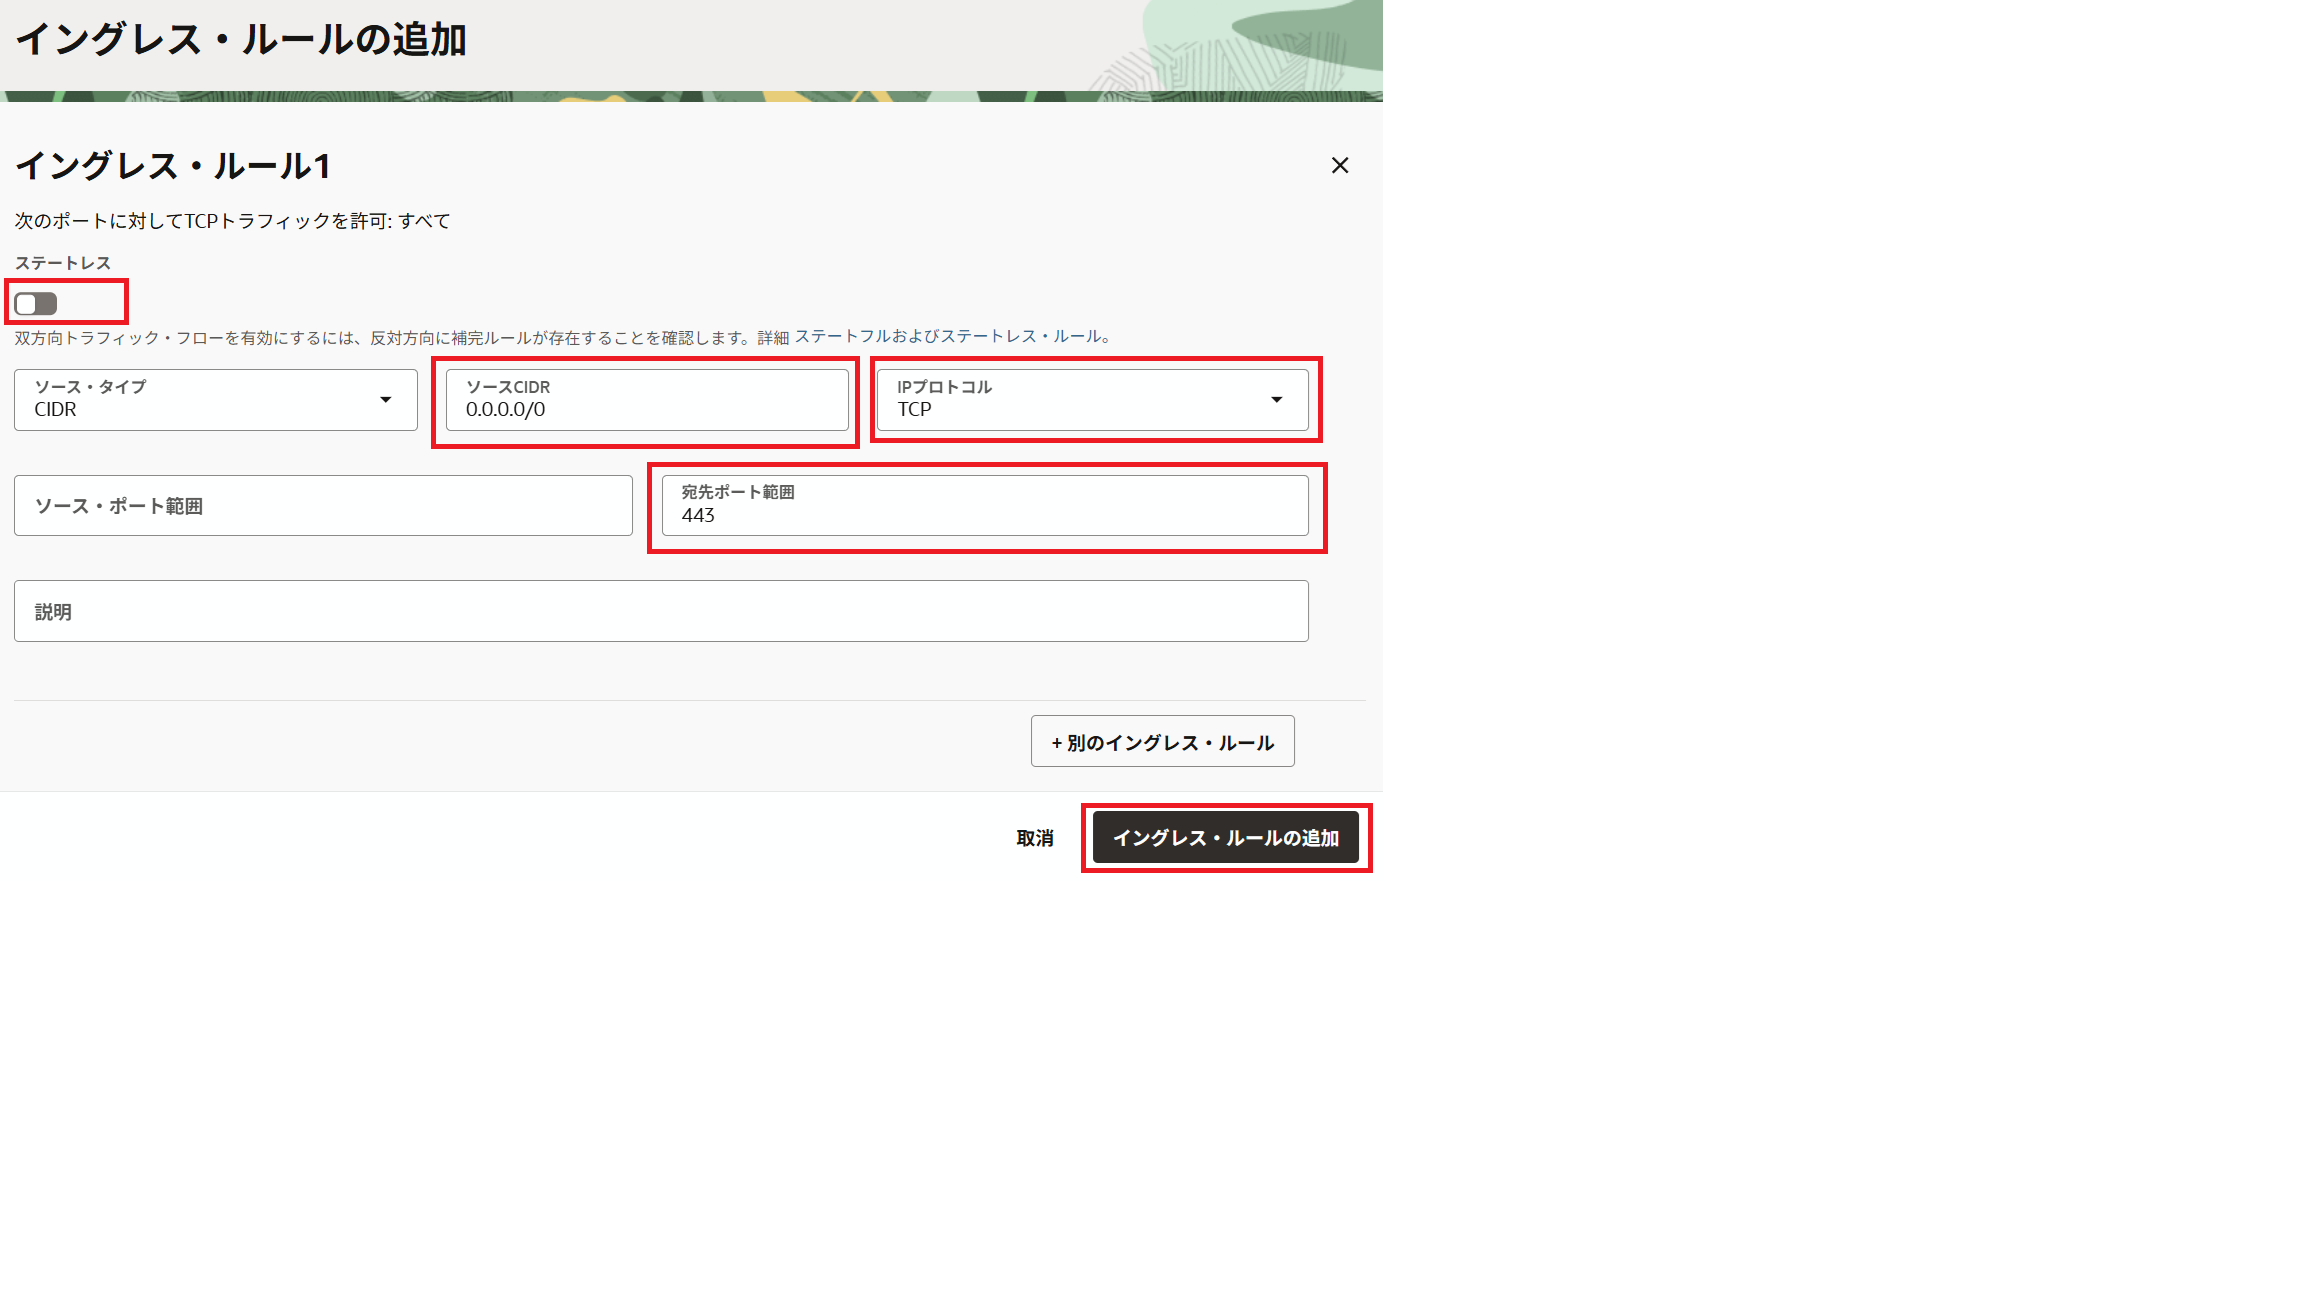 イングレス・ルールの追加
イングレス・ルール1
次のポートに対してTCPトラフィックを許可: すべて
ステートレス
双方向トラフィック・フローを有効にするには、反対方向に補完ルールが存在することを確認します。詳細 ステートフルおよびステートレス・ルール。
ソース・タイプ
CIDR
ソースCIDR
0.0.0.0/0
IPプロトコル
TCP
ソース・ポート範囲
宛先ポート範囲
443
説明
+ 別のイングレス・ルール
取消
イングレス・ルールの追加